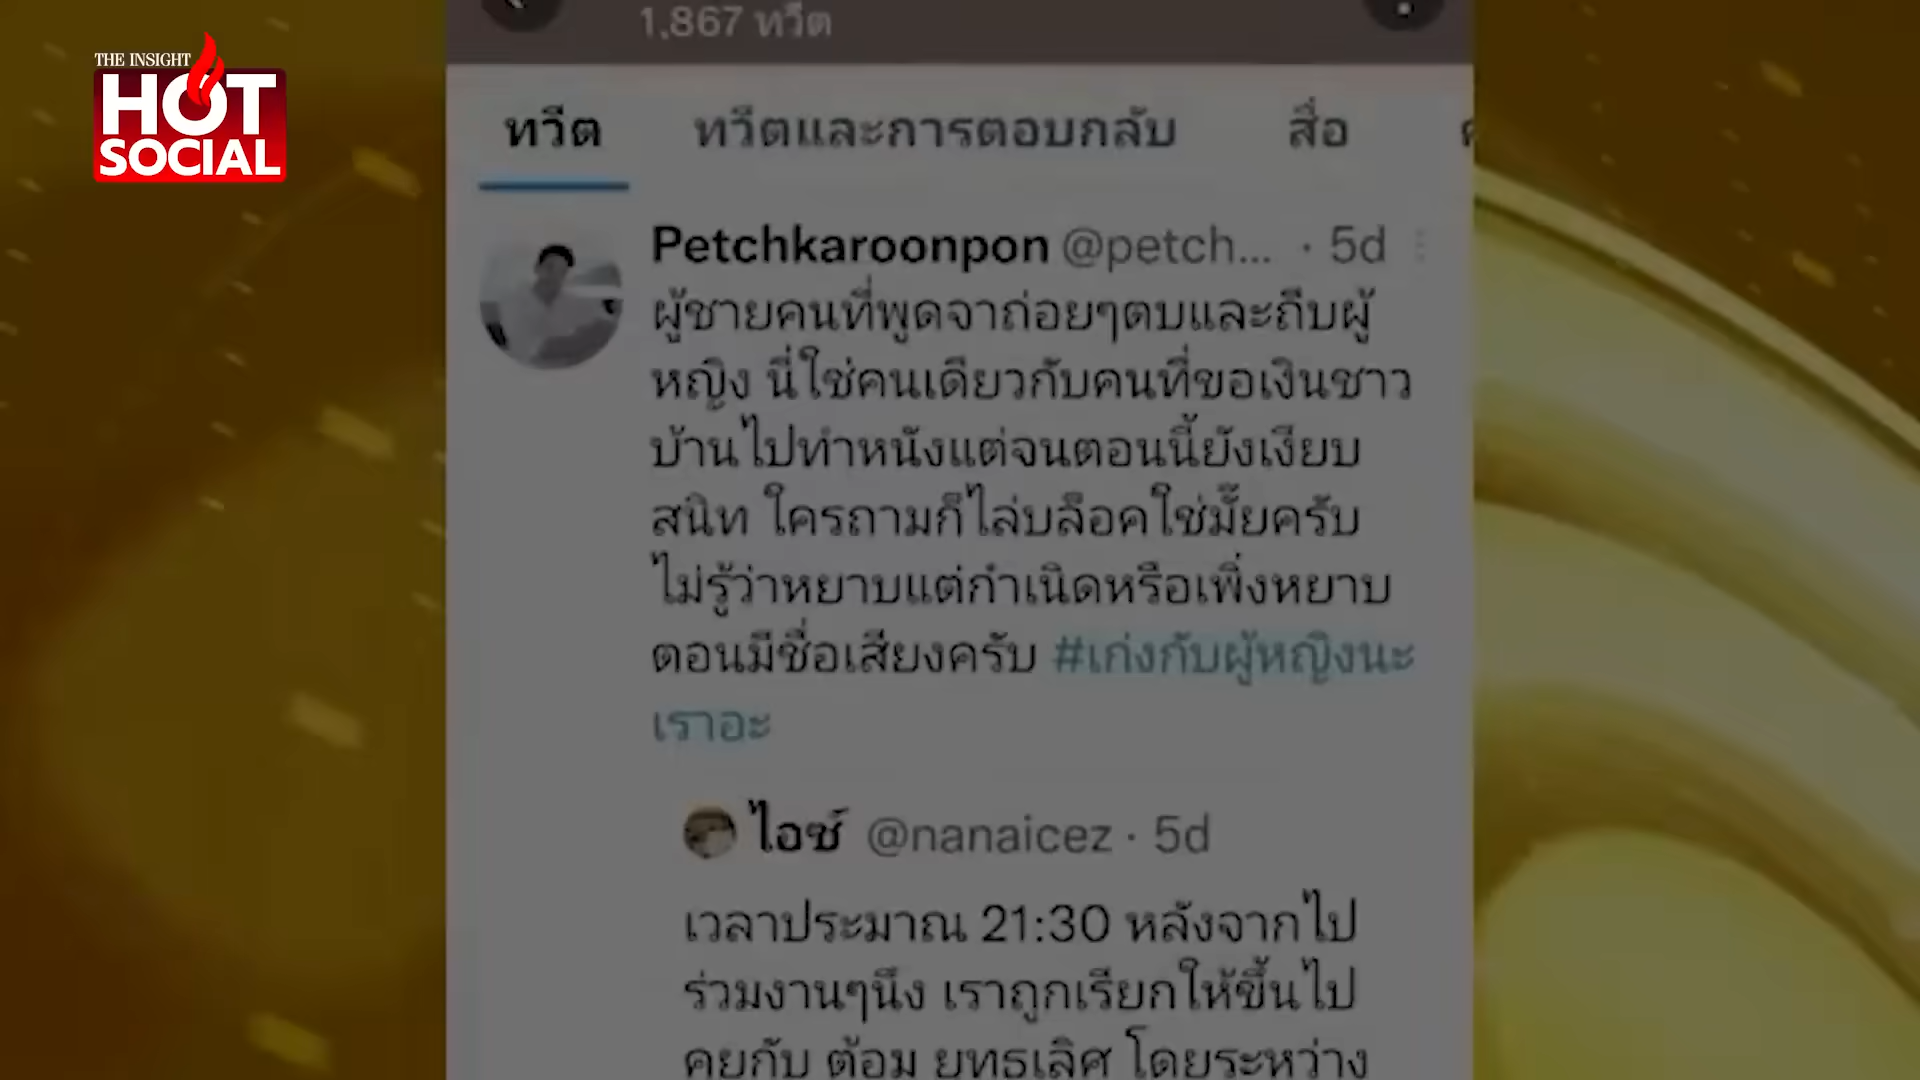 THE INSIGHT
HOT
SOCIAL
1,867 ทวีต
ทวีต ทวีตและการตอบกลับ สื่อ
Petchkaroonpon @petch... · 5d
ผู้ชายคนที่พูดจาถ่อยๆตบและถีบผู้
หญิง นี่ใช่คนเดียวกับคนที่ขอเงินชาว
บ้านไปทำหนังแต่จนตอนนี้ยังเงียบ
สนิท ใครถามก็ไล่บล็อคใช่มั๊ยครับ
ไม่รู้ว่าหยาบแต่กำเนิดหรือเพิ่งหยาบ
ตอนมีชื่อเสียงครับ #เก่งกับผู้หญิงนะ
เราอะ
ไอซ์ @nanaicez · 5d
เวลาประมาณ 21:30 หลังจากไป
ร่วมงานๆนึง เราถูกเรียกให้ขึ้นไป
คุยกับ ต้อม ยุทธเลิศ โดยระหว่าง